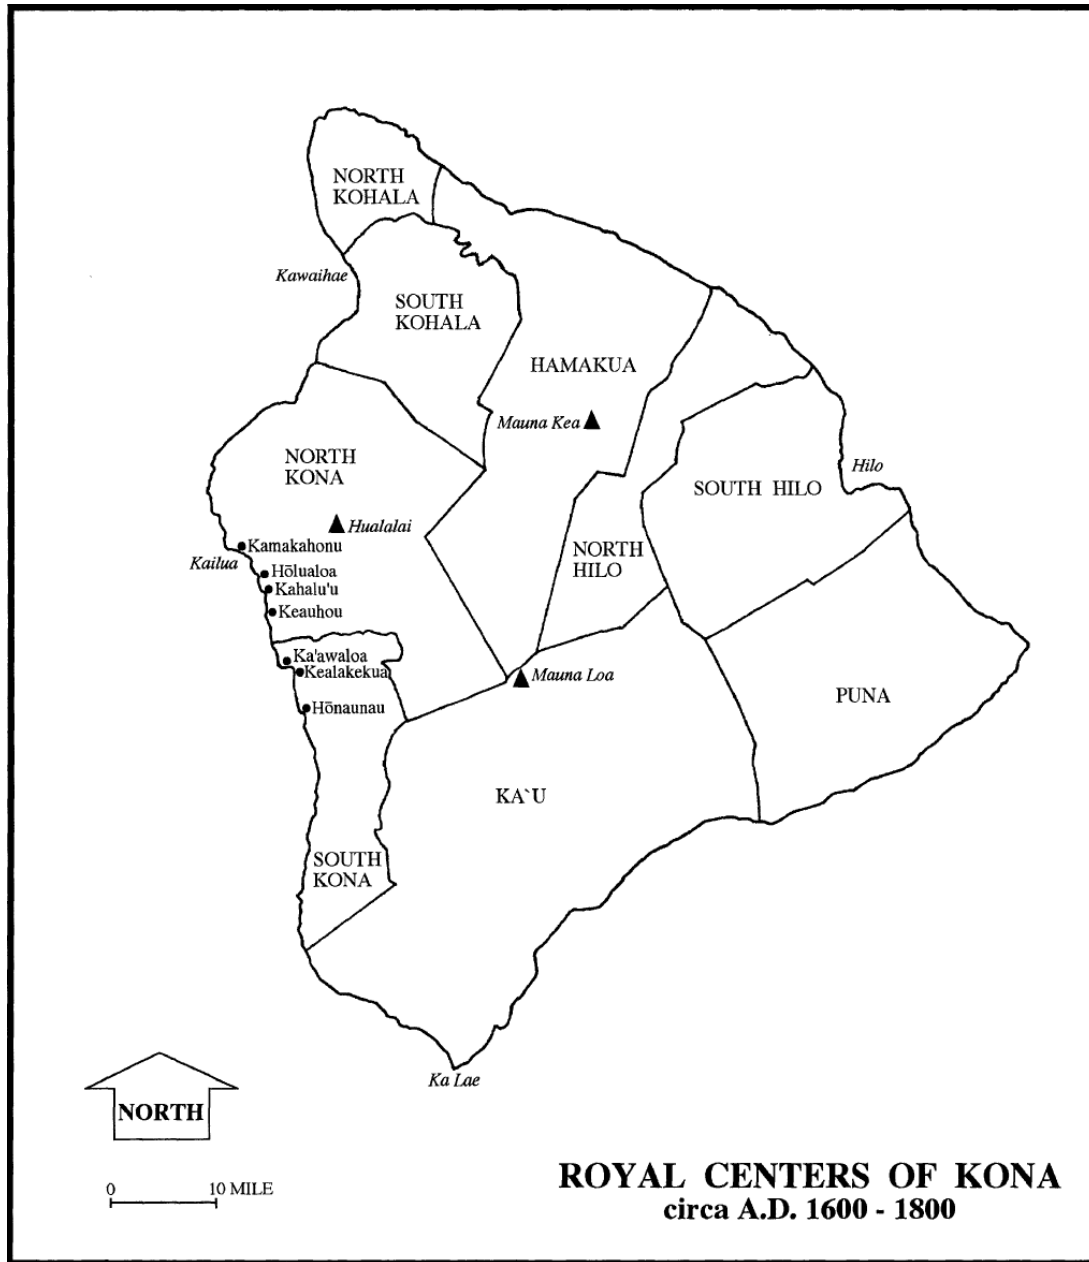 NORTH
KOHALA
Kawaihae
SOUTH
KOHALA
HAMAKUA
Mauna Kea
NORTH
KONA
Hilo
SOUTH HILO
Hualalai
Kamakahonu
Kailua
NORTH
HILO
Hōlualoa
Kahalu'u
Keauhou
Ka'awaloa
Kealakekua
Mauna Loa
PUNA
Hōnaunau
KA`U
SOUTH
KONA
Ka Lae
NORTH
0 10 MILE
ROYAL CENTERS OF KONA
circa A.D. 1600 - 1800